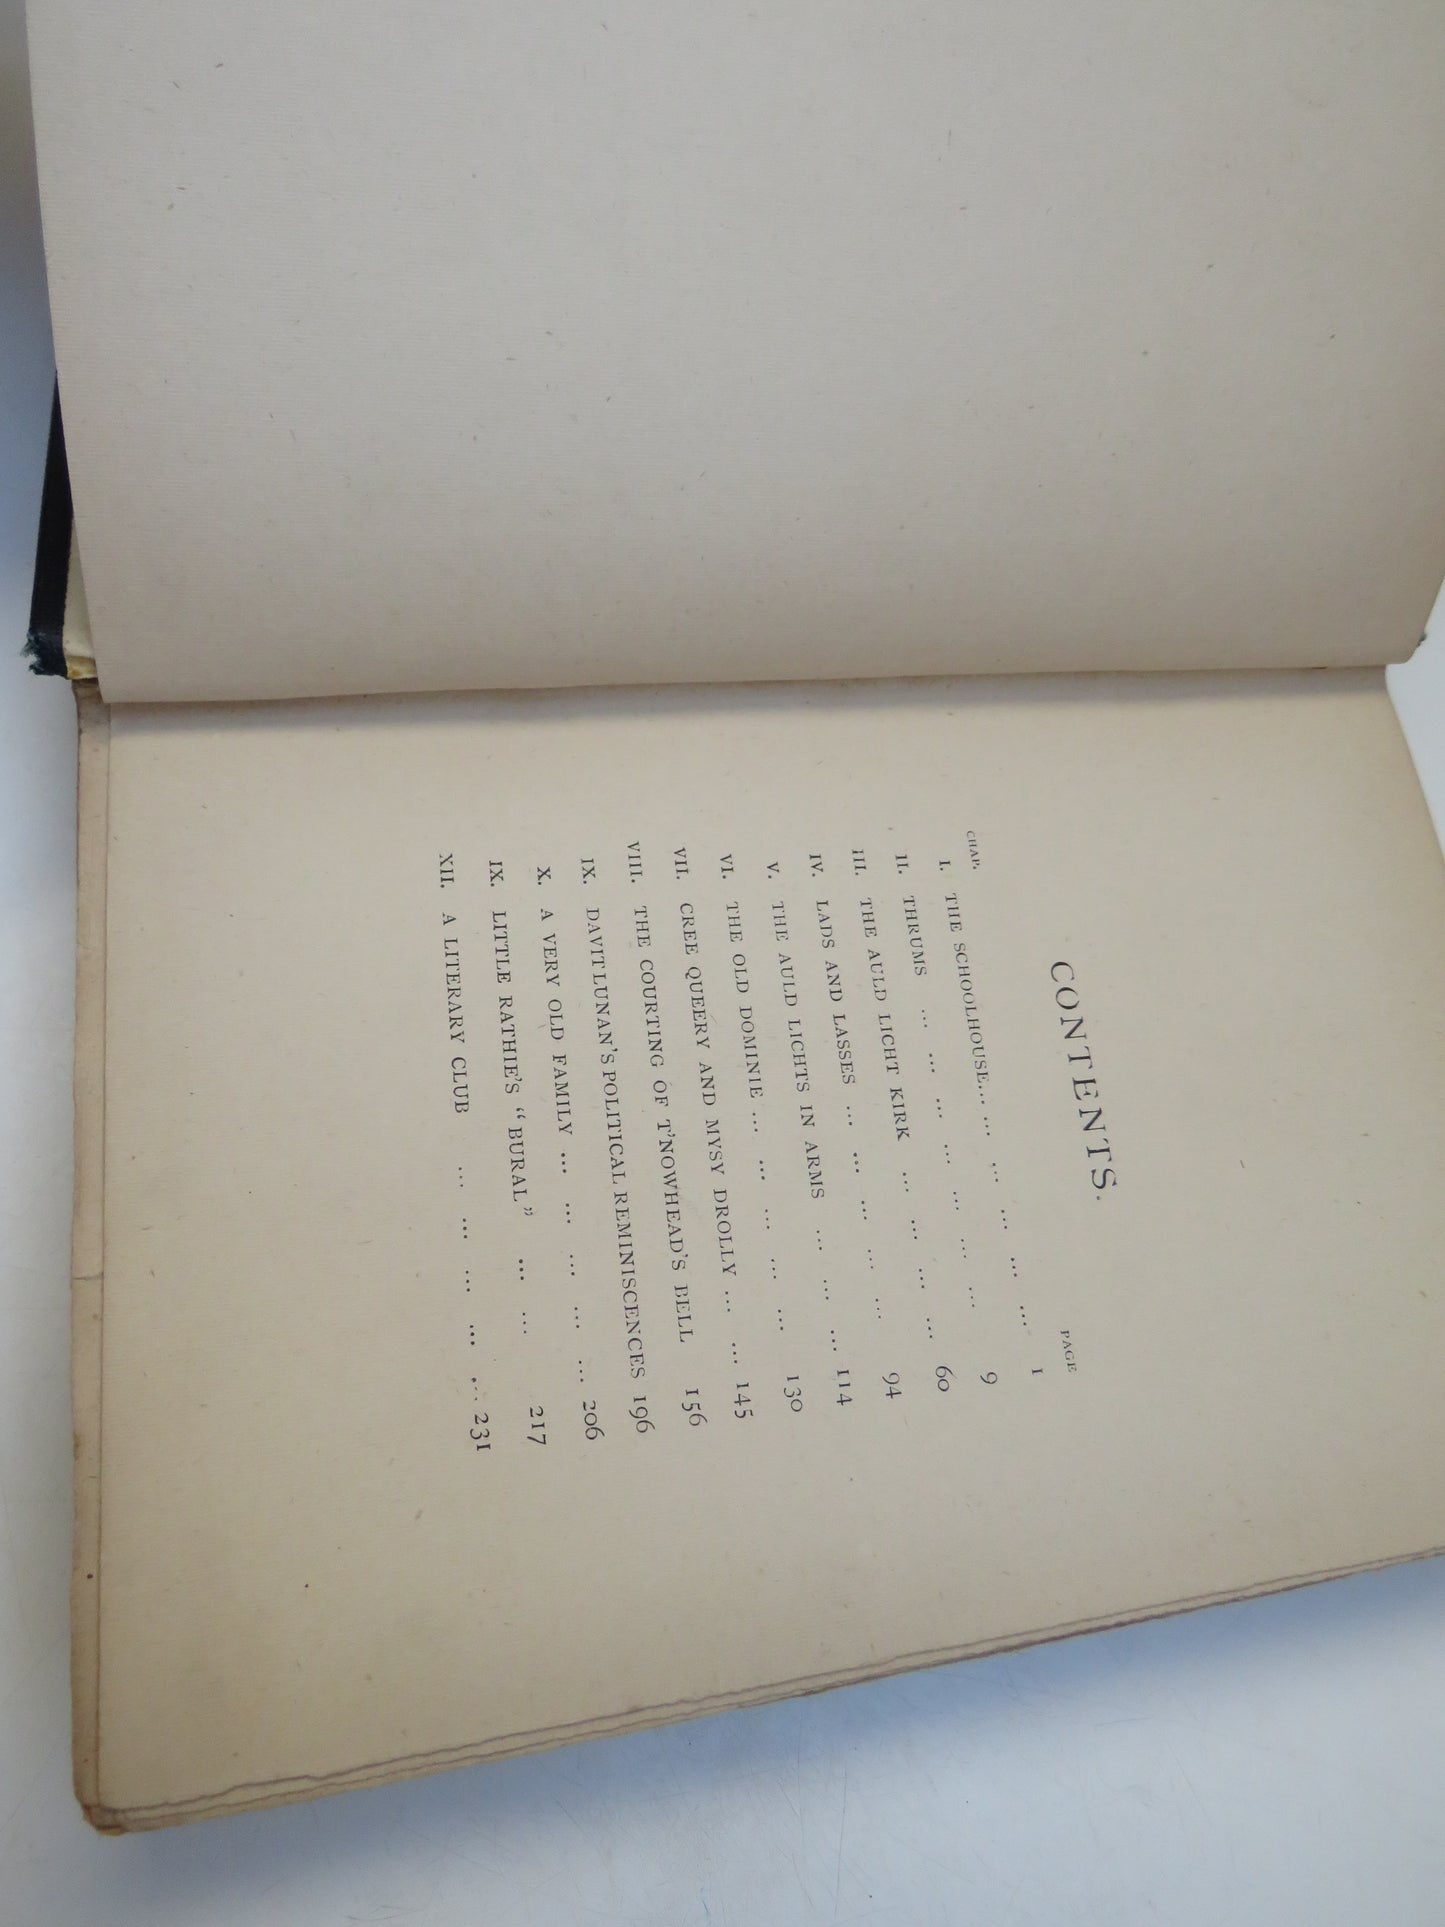 CONTENTS.
CHAP. PAGE
I. THE SCHOOLHOUSE... ... ... ... ... ... 1
II. THRUMS ... ... ... ... ... ... ... 9
III. THE AULD LICHT KIRK ... ... ... ... 60
IV. LADS AND LASSES ... ... ... ... ... 94
V. THE AULD LICHTS IN ARMS ... ... ... 114
VI. THE OLD DOMINIE ... ... ... ... ... 130
VII. CREE QUEERY AND MYSY DROLLY ... ... 145
VIII. THE COURTING OF T'NOWHEAD'S BELL 156
IX. DAVIT LUNAN'S POLITICAL REMINISCENCES 196
X. A VERY OLD FAMILY ... ... ... ... ... 206
IX. LITTLE RATHIE'S "BURAL" ... ... 217
XII. A LITERARY CLUB ... ... ... ... ... 231